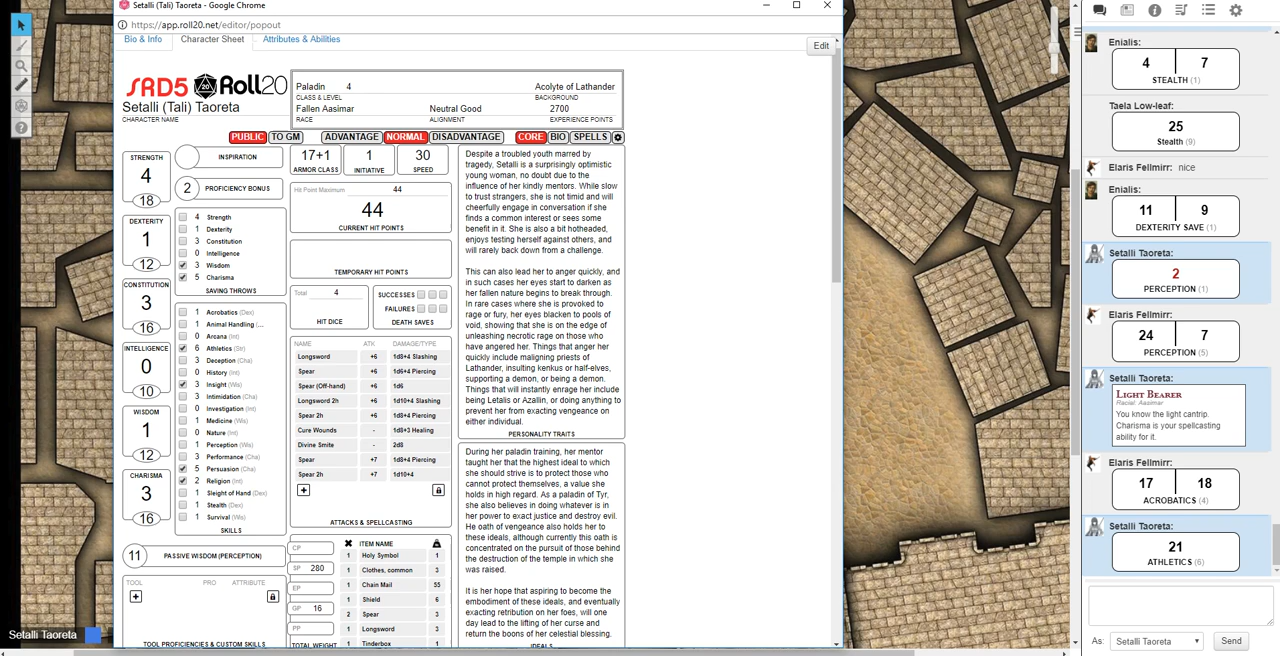 Setalli (Tali) Taoreta - Google Chrome
https://app.roll20.net/editor/popout
Bio & Info
Character Sheet
Attributes & Abilities
Edit
SRD5 Roll20
Setalli (Tali) Taoreta
CHARACTER NAME
Paladin 4 Acolyte of Lathander
CLASS & LEVEL BACKGROUND
Fallen Aasimar Neutral Good 2700
RACE ALIGNMENT EXPERIENCE POINTS
PUBLIC TO GM ADVANTAGE NORMAL DISADVANTAGE CORE BIO SPELLS
STRENGTH
4
18
DEXTERITY
1
12
CONSTITUTION
3
16
INTELLIGENCE
0
10
WISDOM
1
12
CHARISMA
3
16
INSPIRATION
2 PROFICIENCY BONUS
4 Strength
1 Dexterity
3 Constitution
0 Intelligence
3 Wisdom
5 Charisma
SAVING THROWS
1 Acrobatics (Dex)
1 Animal Handling (...
0 Arcana (Int)
6 Athletics (Str)
3 Deception (Cha)
0 History (Int)
3 Insight (Wis)
3 Intimidation (Cha)
0 Investigation (Int)
1 Medicine (Wis)
0 Nature (Int)
1 Perception (Wis)
3 Performance (Cha)
5 Persuasion (Cha)
2 Religion (Int)
1 Sleight of Hand (Dex)
1 Stealth (Dex)
1 Survival (Wis)
SKILLS
11 PASSIVE WISDOM (PERCEPTION)
TOOL PRO ATTRIBUTE
TOOL PROFICIENCIES & CUSTOM SKILLS
17+1
ARMOR CLASS
1
INITIATIVE
30
SPEED
Hit Point Maximum 44
44
CURRENT HIT POINTS
TEMPORARY HIT POINTS
Total 4
HIT DICE
SUCCESSES
FAILURES
DEATH SAVES
NAME ATK DAMAGE/TYPE
Longsword +6 1d8+4 Slashing
Spear +6 1d6+4 Piercing
Spear (Off-hand) +6 1d6
Longsword 2h +6 1d10+4 Slashing
Spear 2h +6 1d8+4 Piercing
Cure Wounds - 1d8+3 Healing
Divine Smite - 2d8
Spear +7 1d8+4 Piercing
Spear 2h +7 1d10+4
ATTACKS & SPELLCASTING
CP
SP 280
EP
GP 16
PP
TOTAL WEIGHT
ITEM NAME
1 Holy Symbol 1
1 Clothes, common 3
1 Chain Mail 55
1 Shield 6
2 Spear 3
1 Longsword 3
1 Tinderbox 1
Despite a troubled youth marred by
tragedy, Setalli is a surprisingly optimistic
young woman, no doubt due to the
influence of her kindly mentors. While slow
to trust strangers, she is not timid and will
cheerfully engage in conversation if she
finds a common interest or sees some
benefit in it. She is also a bit hotheaded,
enjoys testing herself against others, and
will rarely back down from a challenge.
This can also lead her to anger quickly, and
in such cases her eyes start to darken as
her fallen nature begins to break through.
In rare cases where she is provoked to
rage or fury, her eyes blacken to pools of
void, showing that she is on the edge of
unleashing necrotic rage on those who
have angered her. Things that anger her
quickly include maligning priests of
Lathander, insulting kenkus or half-elves,
supporting a demon, or being a demon.
Things that will instantly enrage her include
being Letalis or Azallin, or doing anything to
prevent her from exacting vengeance on
either individual.
PERSONALITY TRAITS
During her paladin training, her mentor
taught her that the highest ideal to which
she should strive is to protect those who
cannot protect themselves, a value she
holds in high regard. As a paladin of Tyr,
she also believes in doing whatever is in
her power to exact justice and destroy evil.
He oath of vengeance also holds her to
these ideals, although currently this oath is
concentrated on the pursuit of those behind
the destruction of the temple in which she
was raised.
It is her hope that aspiring to become the
embodiment of these ideals, and eventually
exacting retribution on her foes, will one
day lead to the lifting of her curse and
return the boons of her celestial blessing.
IDEALS
Setalli Taoreta
Enialis:
4 7
STEALTH (1)
Taela Low-leaf:
25
Stealth (9)
Elaris Fellmirr: nice
Enialis:
11 9
DEXTERITY SAVE (1)
Setalli Taoreta:
2
PERCEPTION (1)
Elaris Fellmirr:
24 7
PERCEPTION (5)
Setalli Taoreta:
LIGHT BEARER
Racial: Aasimar
You know the light cantrip.
Charisma is your spellcasting
ability for it.
Elaris Fellmirr:
17 18
ACROBATICS (4)
Setalli Taoreta:
21
ATHLETICS (6)
As: Setalli Taoreta Send